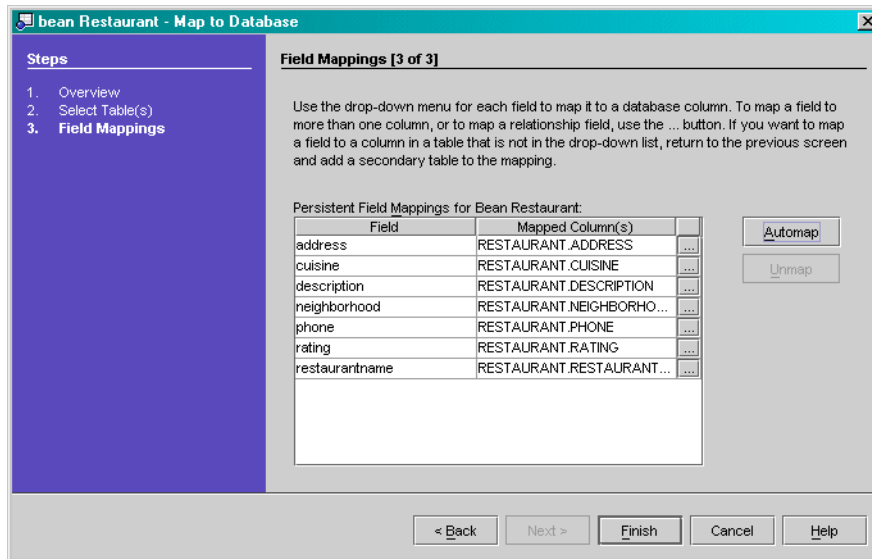 bean Restaurant - Map to Database
Steps
1. Overview
2. Select Table(s)
3. Field Mappings
Field Mappings [3 of 3]
Use the drop-down menu for each field to map it to a database column. To map a field to
more than one column, or to map a relationship field, use the ... button. If you want to map
a field to a column in a table that is not in the drop-down list, return to the previous screen
and add a secondary table to the mapping.
Persistent Field Mappings for Bean Restaurant:
Field Mapped Column(s)
address RESTAURANT.ADDRESS ...
cuisine RESTAURANT.CUISINE ...
description RESTAURANT.DESCRIPTION ...
neighborhood RESTAURANT.NEIGHBORHO... ...
phone RESTAURANT.PHONE ...
rating RESTAURANT.RATING ...
restaurantname RESTAURANT.RESTAURANT... ...
Automap
Unmap
< Back Next > Finish Cancel Help